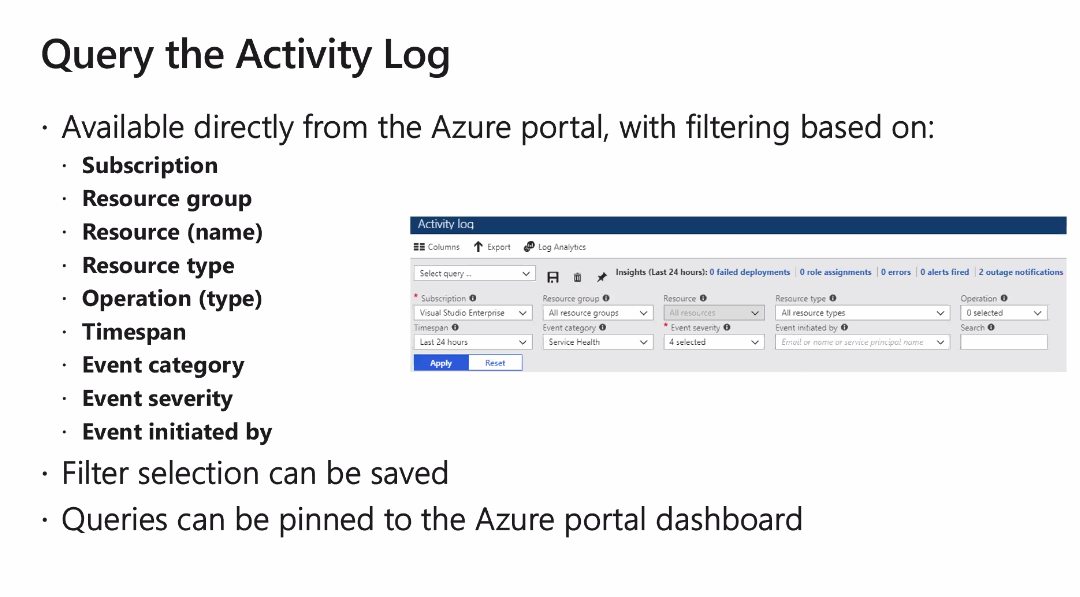 Query the Activity Log
· Available directly from the Azure portal, with filtering based on:
· Subscription
· Resource group
· Resource (name)
· Resource type
· Operation (type)
· Timespan
· Event category
· Event severity
· Event initiated by
· Filter selection can be saved
· Queries can be pinned to the Azure portal dashboard
Activity log
Columns Export Log Analytics
Select query ... Insights (Last 24 hours): 0 failed deployments | 0 role assignments | 0 errors | 0 alerts fired | 2 outage notifications
* Subscription Resource group Resource Resource type Operation
Visual Studio Enterprise All resource groups All resources All resource types 0 selected
Timespan Event category * Event severity Event initiated by Search
Last 24 hours Service Health 4 selected Email or name or service principal name
Apply Reset